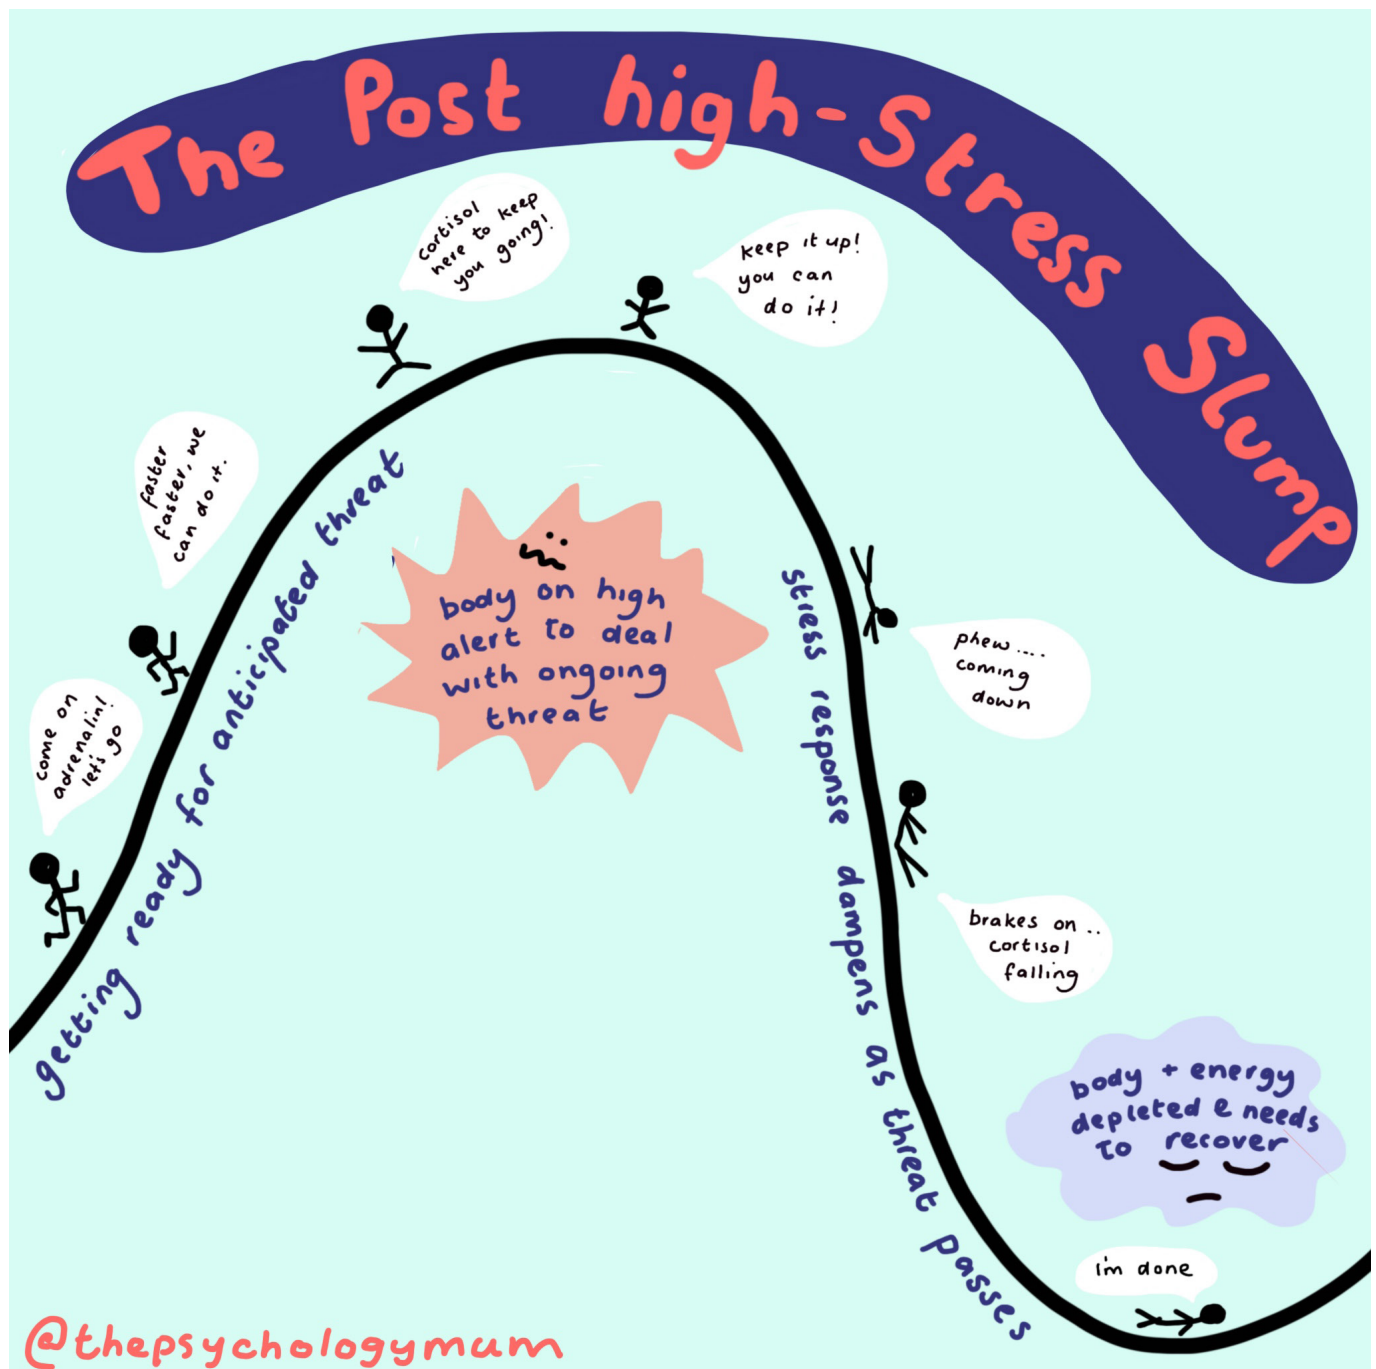 The Post high-Stress Slump
cortisol
here to keep
you going!
keep it up!
you can
do it!
faster
faster, we
can do it.
come on
adrenalin!
let's go
getting ready for anticipated threat
body on high
alert to deal
with ongoing
threat
stress response dampens as threat passes
phew....
coming
down
brakes on ..
cortisol
falling
body + energy
depleted & needs
to recover
i'm done
@thepsychologymum